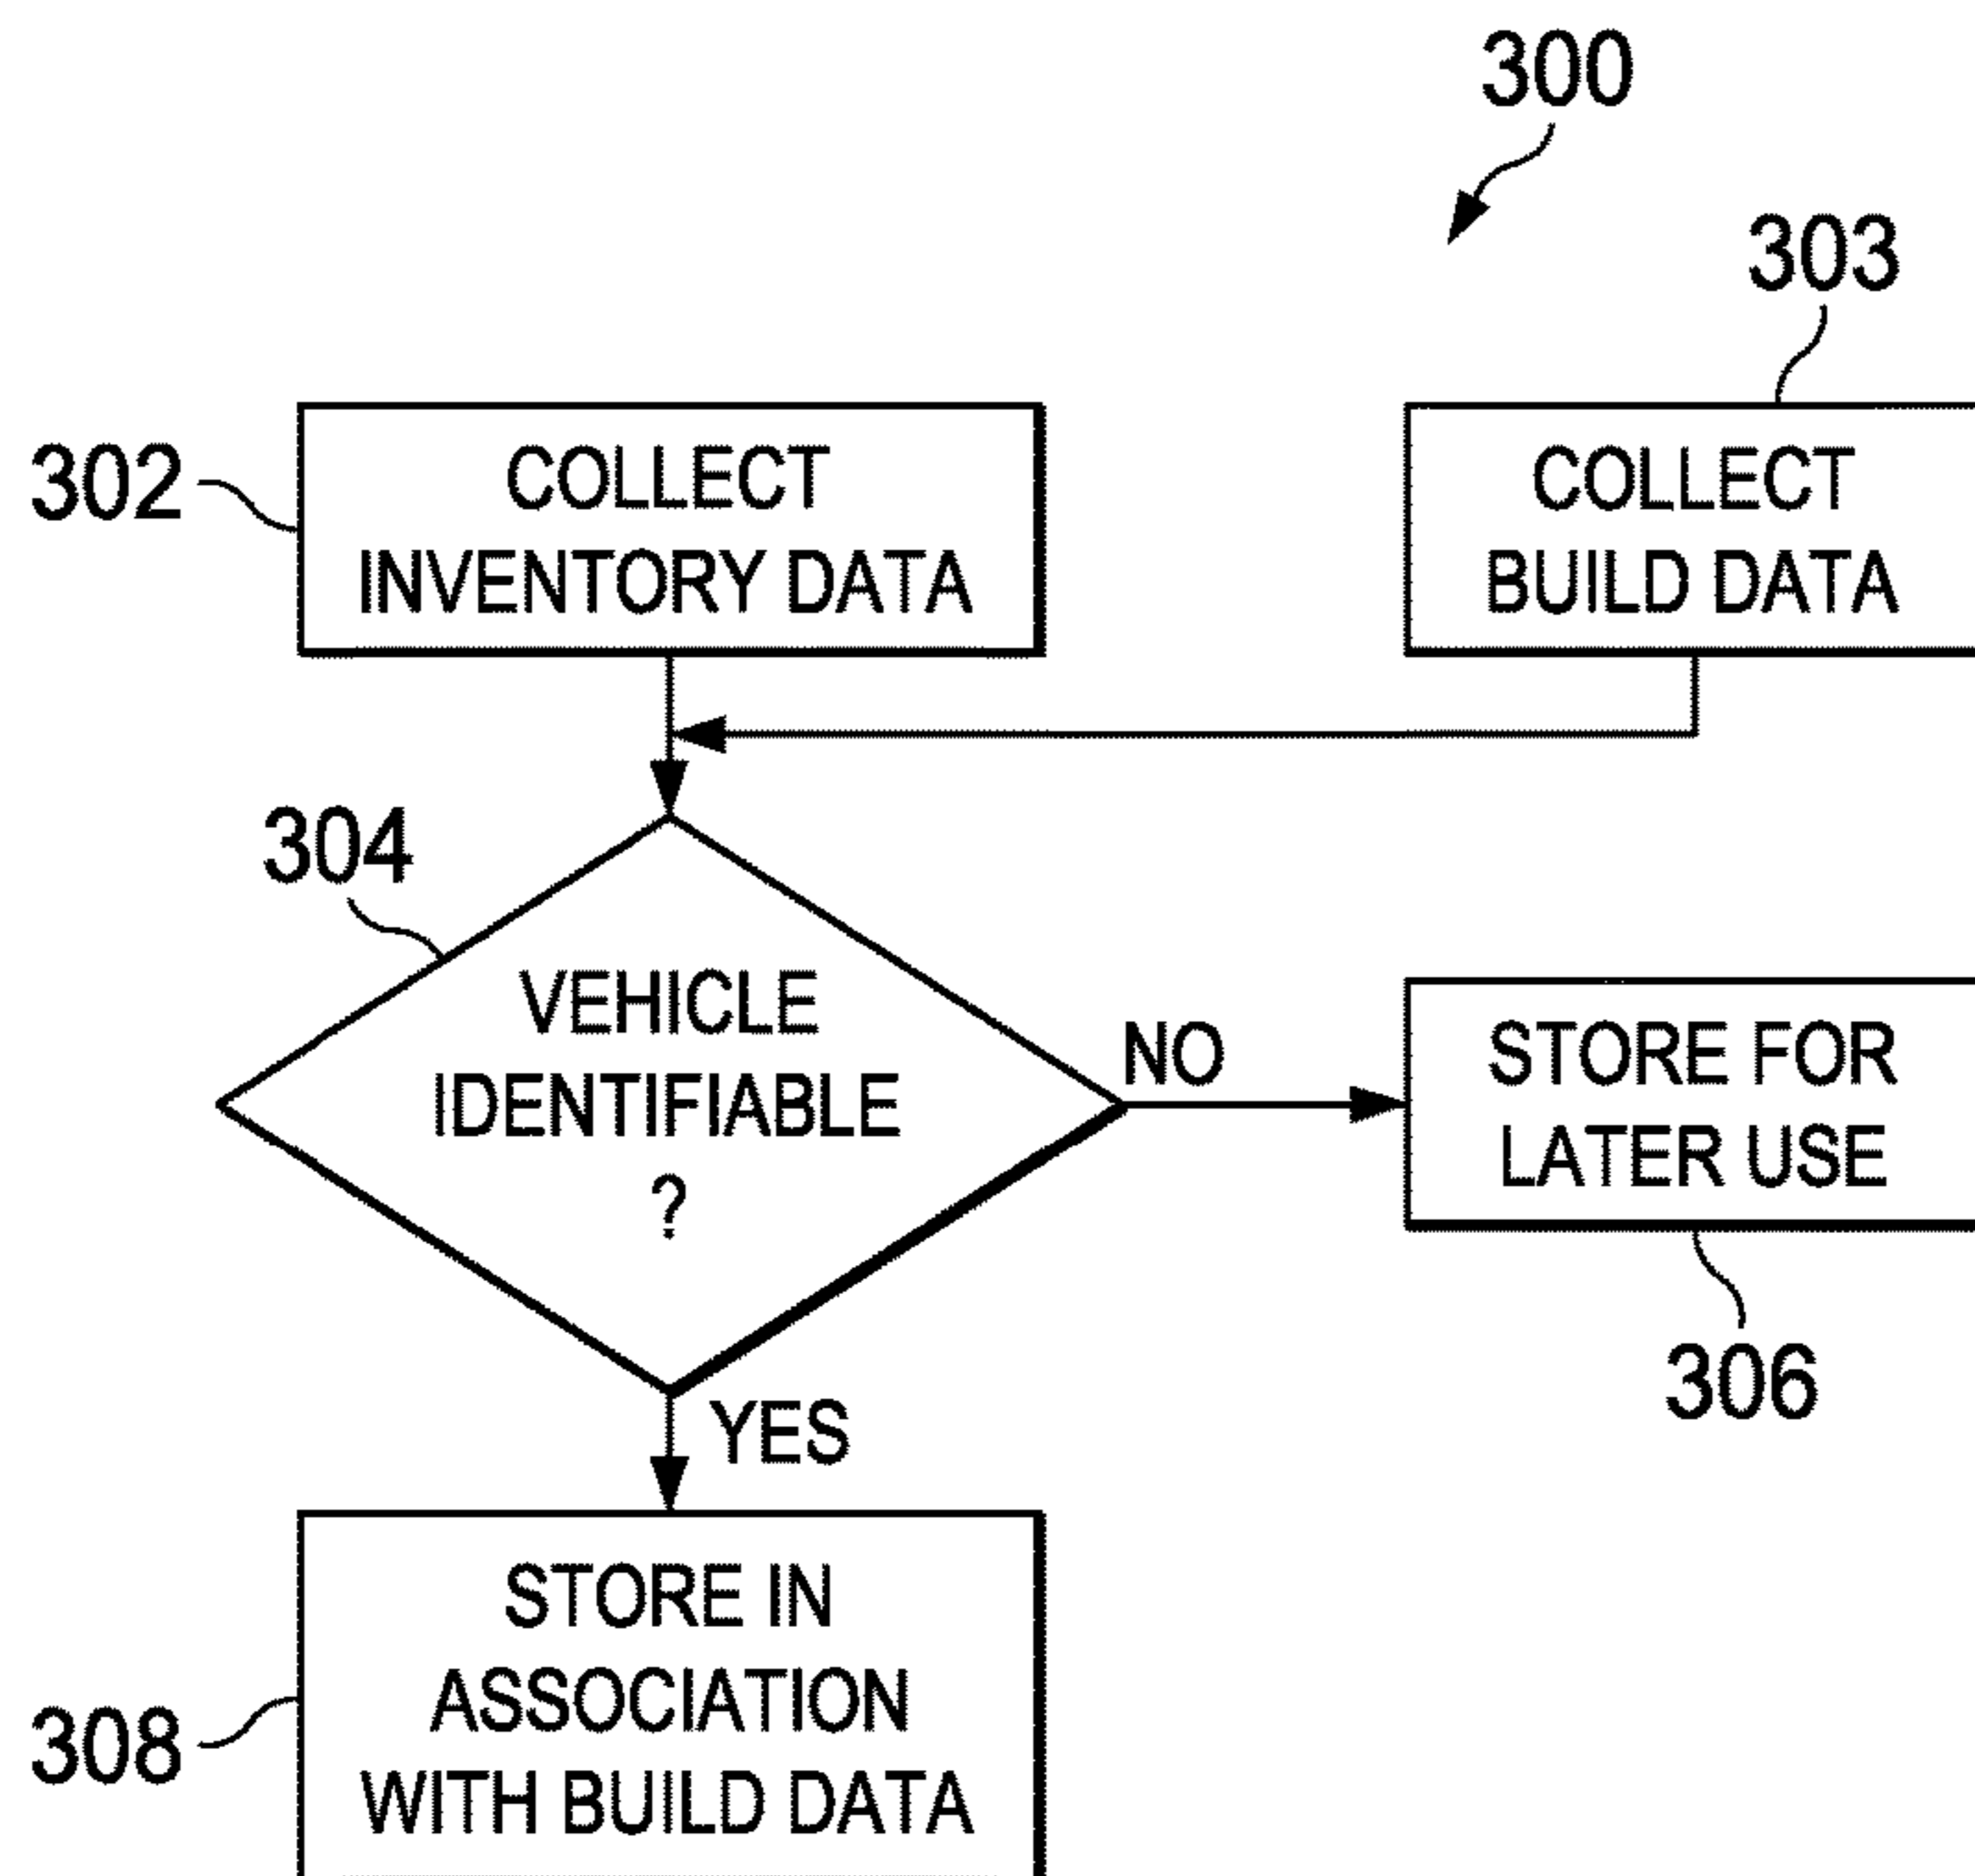 300
303
302
COLLECT
INVENTORY DATA
COLLECT
BUILD DATA
304
VEHICLE
IDENTIFIABLE
?
NO
STORE FOR
LATER USE
306
YES
308
STORE IN
ASSOCIATION
WITH BUILD DATA